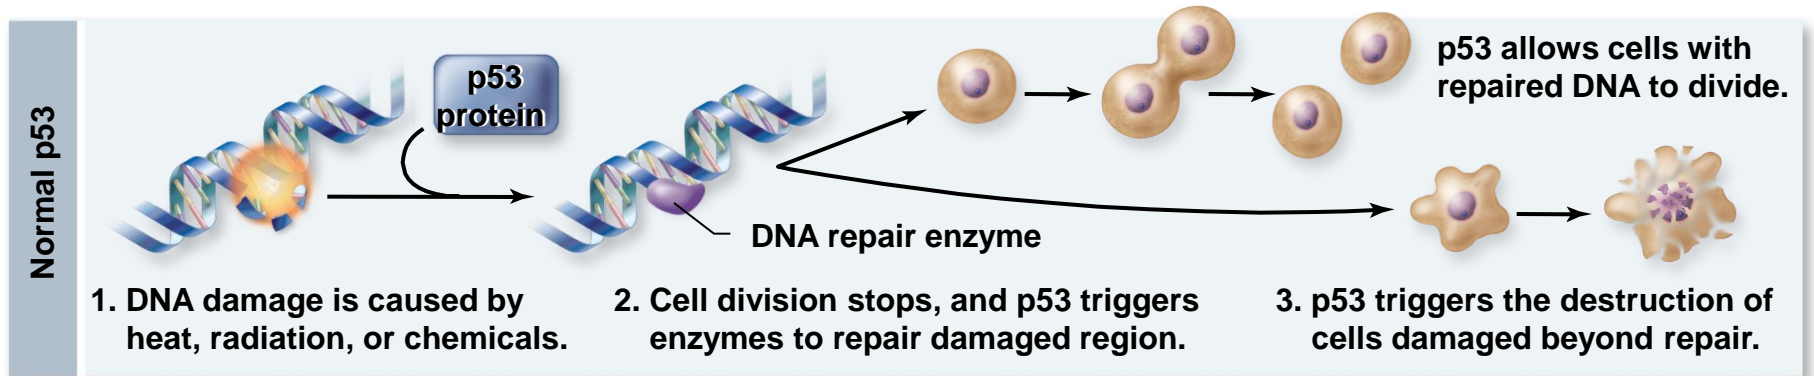 Normal p53
p53
protein
DNA repair enzyme
p53 allows cells with
repaired DNA to divide.
1. DNA damage is caused by
heat, radiation, or chemicals.
2. Cell division stops, and p53 triggers
enzymes to repair damaged region.
3. p53 triggers the destruction of
cells damaged beyond repair.